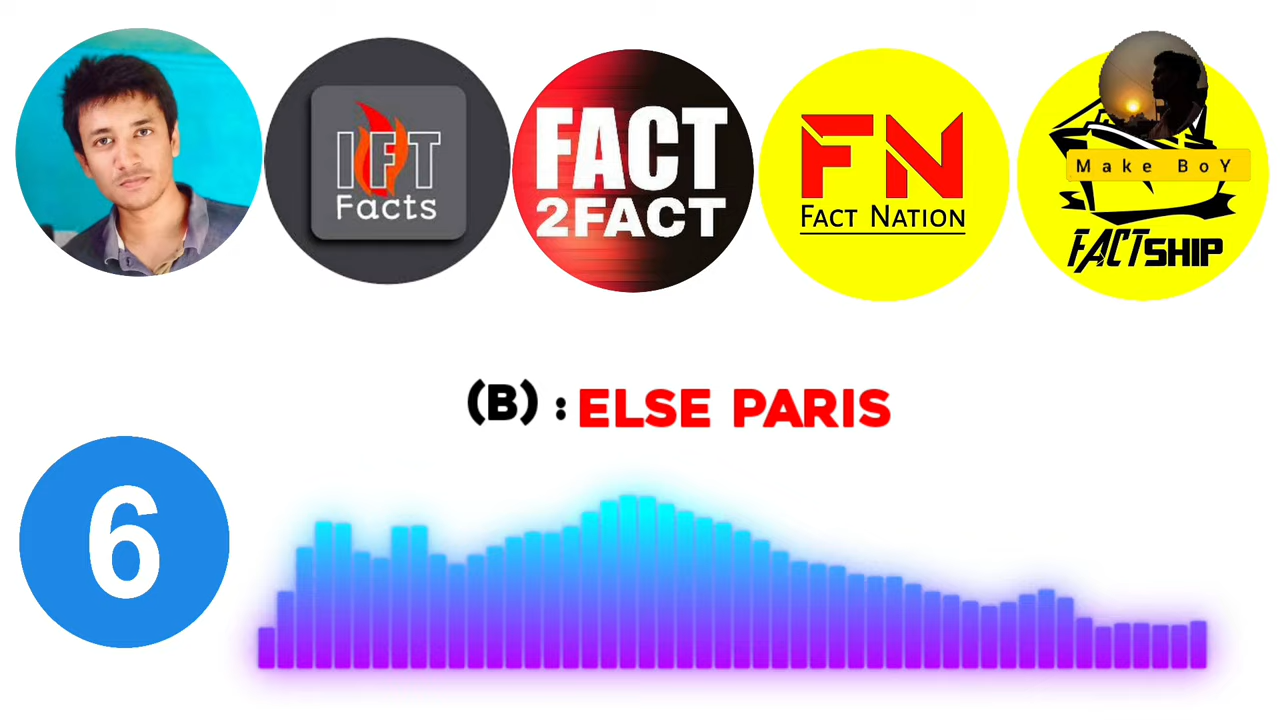 IFT
Facts
FACT
2FACT
FN
FACT NATION
Make BoY
FACTSHIP
(B) : ELSE PARIS
6